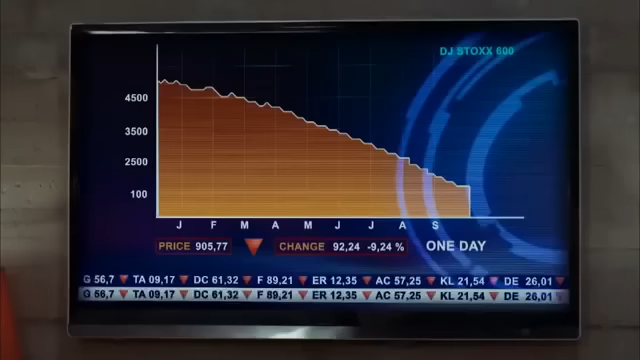 DJ STOXX 600
4500
3500
2500
100
J F M A M J J A S
PRICE 905,77 CHANGE 92,24 -9,24 % ONE DAY
G 56,7 TA 09,17 DC 61,32 F 89,21 ER 12,35 AC 57,25 KL 21,54 DE 26,01
G 56,7 TA 09,17 DC 61,32 F 89,21 ER 12,35 AC 57,25 KL 21,54 DE 26,01